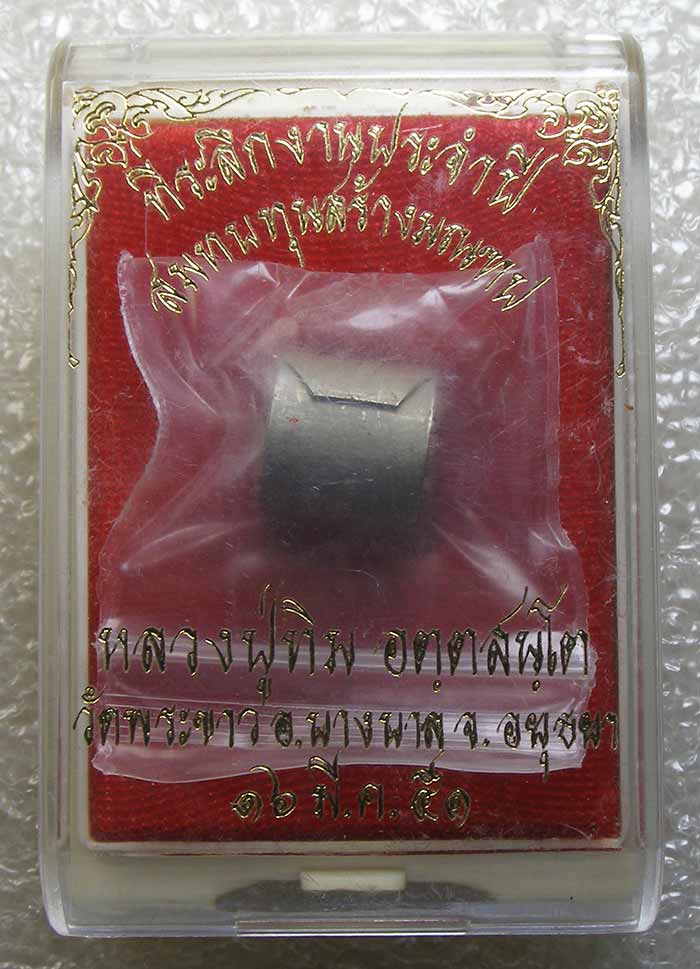 ที่ระลึกงานประจำปี
สมทบทุนสร้างมณฑป
หลวงปู่ทิม อตฺตสนฺโต
วัดพระขาว อ.บางบาล จ. อยุธยา
๑๖ มี.ค. ๕๑